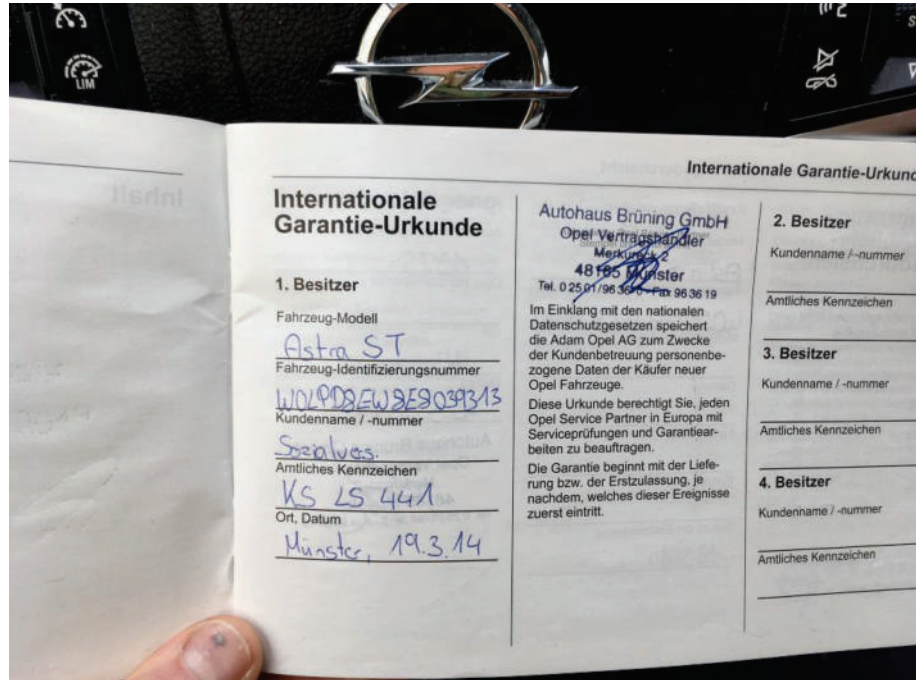 LIM
Internationale Garantie-Urkund
Internationale
Garantie-Urkunde
1. Besitzer
Fahrzeug-Modell
Astra ST
Fahrzeug-Identifizierungsnummer
W0LPD8EW8E8039313
Kundenname / -nummer
Sozialves.
Amtliches Kennzeichen
KS LS 441
Ort, Datum
Münster, 19.3.14
Autohaus Brüning GmbH
Opel Vertragshändler
Merkureck 2
48165 Münster
Tel. 0 25 01/96 36 - 0 - Fax 96 36 19
Im Einklang mit den nationalen
Datenschutzgesetzen speichert
die Adam Opel AG zum Zwecke
der Kundenbetreuung personenbe-
zogene Daten der Käufer neuer
Opel Fahrzeuge.
Diese Urkunde berechtigt Sie, jeden
Opel Service Partner in Europa mit
Serviceprüfungen und Garantiear-
beiten zu beauftragen.
Die Garantie beginnt mit der Liefe-
rung bzw. der Erstzulassung, je
nachdem, welches dieser Ereignisse
zuerst eintritt.
2. Besitzer
Kundenname / -nummer
Amtliches Kennzeichen
3. Besitzer
Kundenname / -nummer
Amtliches Kennzeichen
4. Besitzer
Kundenname / -nummer
Amtliches Kennzeichen